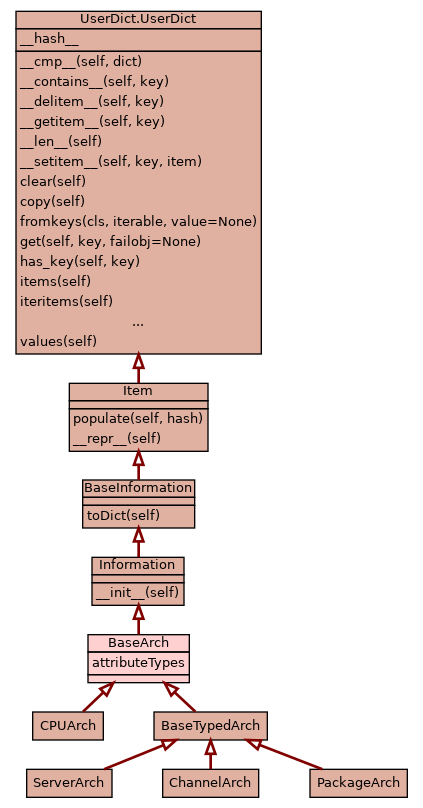 UserDict.UserDict
__hash__
__cmp__(self, dict)
__contains__(self, key)
__delitem__(self, key)
__getitem__(self, key)
__len__(self)
__setitem__(self, key, item)
clear(self)
copy(self)
fromkeys(cls, iterable, value=None)
get(self, key, failobj=None)
has_key(self, key)
items(self)
iteritems(self)
...
values(self)
Item
populate(self, hash)
__repr__(self)
BaseInformation
toDict(self)
Information
__init__(self)
BaseArch
attributeTypes
CPUArch BaseTypedArch
ServerArch ChannelArch PackageArch